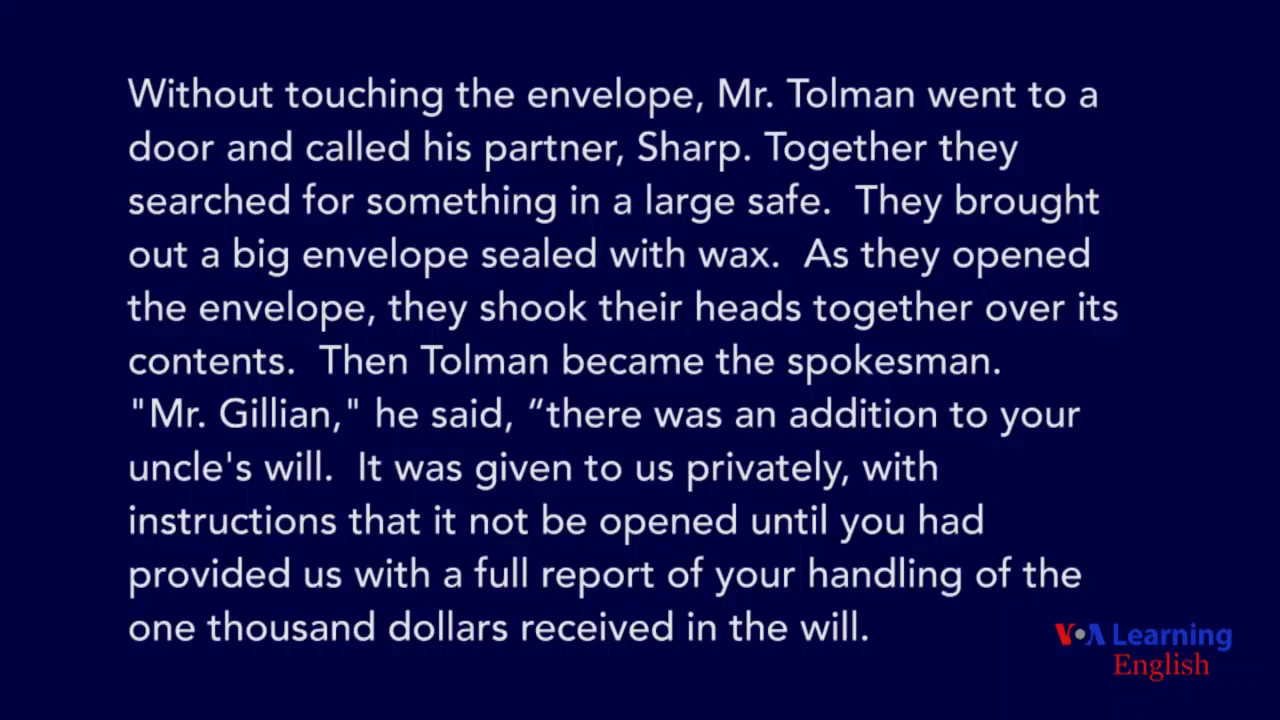 Without touching the envelope, Mr. Tolman went to a
door and called his partner, Sharp. Together they
searched for something in a large safe.  They brought
out a big envelope sealed with wax.  As they opened
the envelope, they shook their heads together over its
contents.  Then Tolman became the spokesman.
"Mr. Gillian," he said, “there was an addition to your
uncle's will.  It was given to us privately, with
instructions that it not be opened until you had
provided us with a full report of your handling of the
one thousand dollars received in the will.
VOA Learning
English